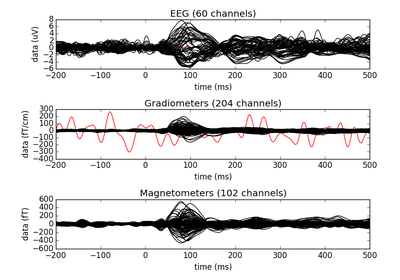 EEG (60 channels)
8
6
4
2
0
−2
−4
−6
data (uV)
−200 −100 0 100 200 300 400 500
time (ms)
Gradiometers (204 channels)
300
200
100
0
−100
−200
−300
−400
data (fT/cm)
−200 −100 0 100 200 300 400 500
time (ms)
Magnetometers (102 channels)
600
400
200
0
−200
−400
−600
data (fT)
−200 −100 0 100 200 300 400 500
time (ms)